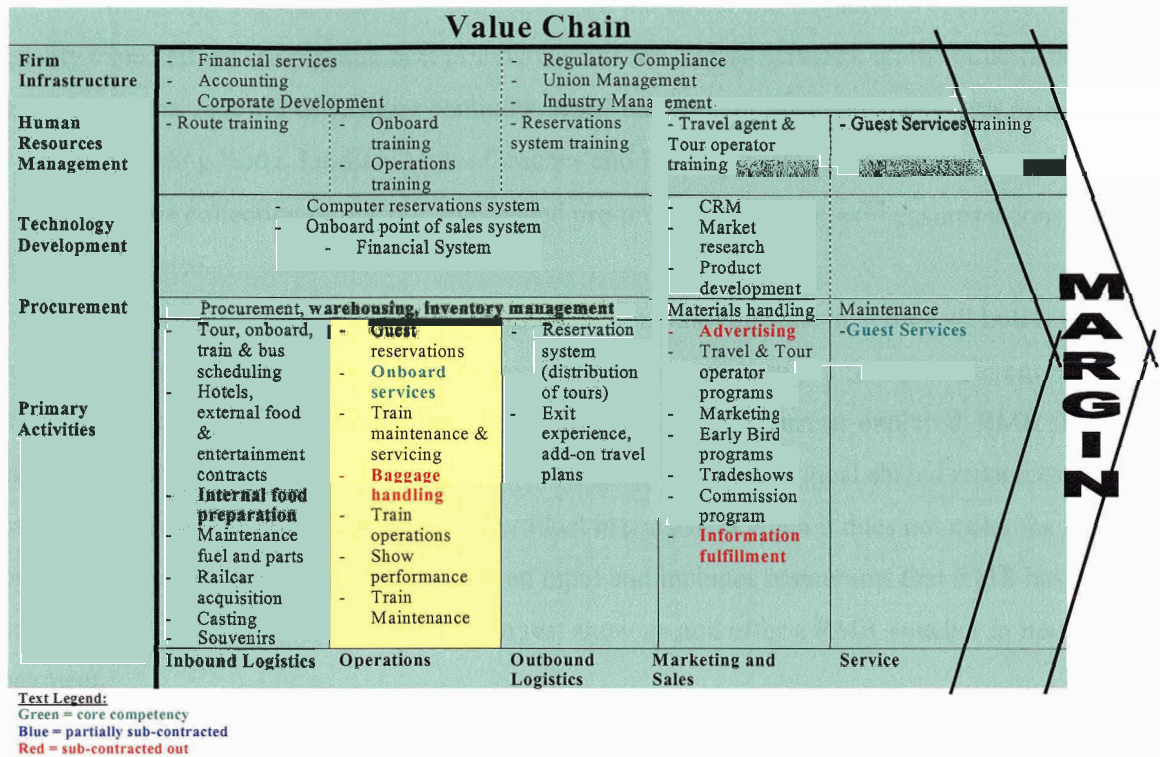 Value Chain
Firm
Infrastructure
- Financial services
- Accounting
- Corporate Development
- Regulatory Compliance
- Union Management
- Industry Mana ement
Human
Resources
Management
- Route training
- Onboard
training
Operations
training
- Reservations
system training
- Travel agent &
Tour operator
training
- Guest Services training
Technology
Development
- Computer reservations system
- Onboard point of sales system
- Financial System
- CRM
- Market
research
- Product
development
Procurement
Procurement, warehousing, inventory management
Materials handling
Maintenance
Primary
Activities
- Tour, onboard,
train & bus
scheduling
- Hotels,
external food
&
entertainment
contracts
- Internal food
preparation
- Maintenance
fuel and parts
- Railcar
acquisition
- Casting
- Souvenirs
- Guest
reservations
- Onboard
services
- Train
maintenance &
servicing
- Baggage
handling
- Train
operations
- Show
performance
- Train
Maintenance
- Reservation
system
(distribution
of tours)
- Exit
experience,
add-on travel
plans
- Advertising
- Travel & Tour
operator
programs
- Marketing
- Early Bird
programs
- Tradeshows
- Commission
program
- Information
fulfillment
-Guest Services
MARGIN
Inbound Logistics
Operations
Outbound
Logistics
Marketing and
Sales
Service
Text Legend:
Green = core competency
Blue = partially sub-contracted
Red = sub-contracted out